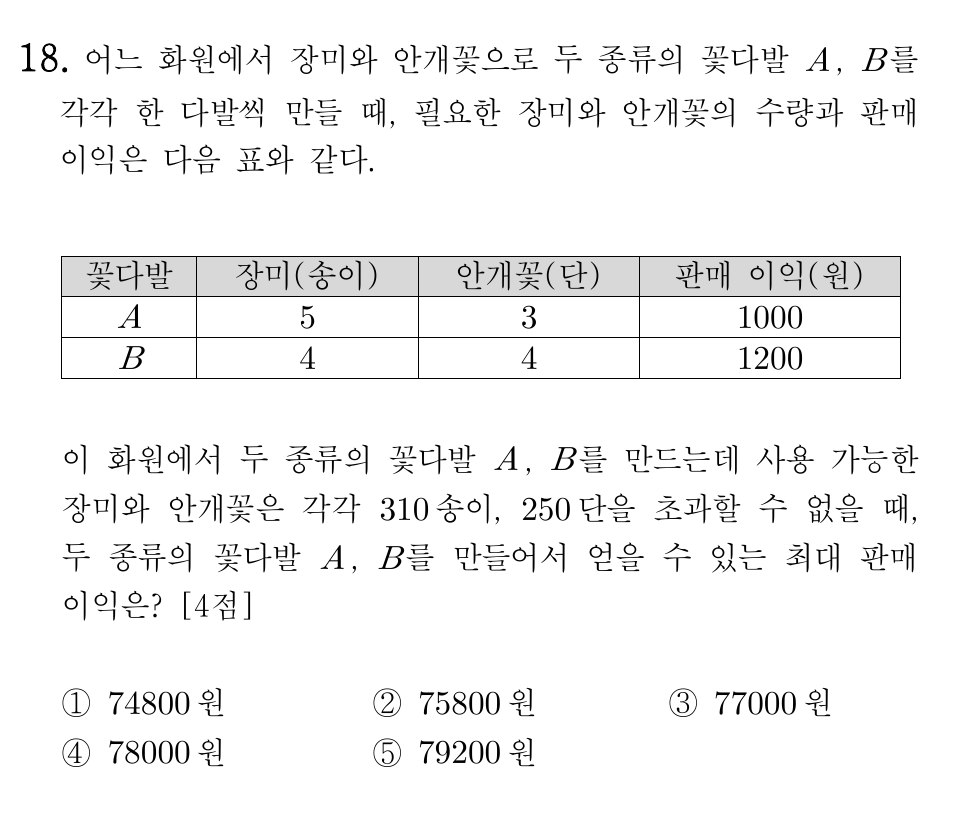 18. 어느 화원에서 장미와 안개꽃으로 두 종류의 꽃다발 A, B를
각각 한 다발씩 만들 때, 필요한 장미와 안개꽃의 수량과 판매
이익은 다음 표와 같다.
꽃다발 장미(송이) 안개꽃(단) 판매 이익(원)
A 5 3 1000
B 4 4 1200
이 화원에서 두 종류의 꽃다발 A, B를 만드는데 사용 가능한
장미와 안개꽃은 각각 310송이, 250단을 초과할 수 없을 때,
두 종류의 꽃다발 A, B를 만들어서 얻을 수 있는 최대 판매
이익은? [4점]
① 74800원 ② 75800원 ③ 77000원
④ 78000원 ⑤ 79200원